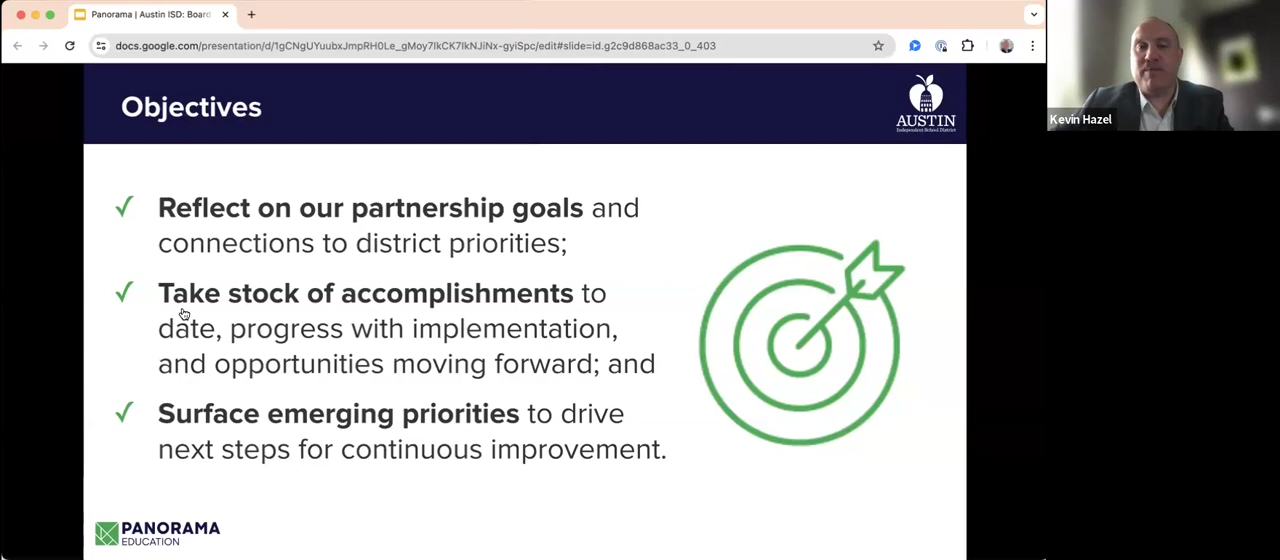 Panorama | Austin ISD: Board
docs.google.com/presentation/d/1gCNgUYuubxJmpRH0Le_gMoy7lkCK7lkNJiNx-gyiSpc/edit#slide=id.g2c9d868ac33_0_403
Kevin Hazel
Objectives
AUSTIN
Independent School District
✓ Reflect on our partnership goals and
connections to district priorities;
✓ Take stock of accomplishments to
date, progress with implementation,
and opportunities moving forward; and
✓ Surface emerging priorities to drive
next steps for continuous improvement.
PANORAMA
EDUCATION